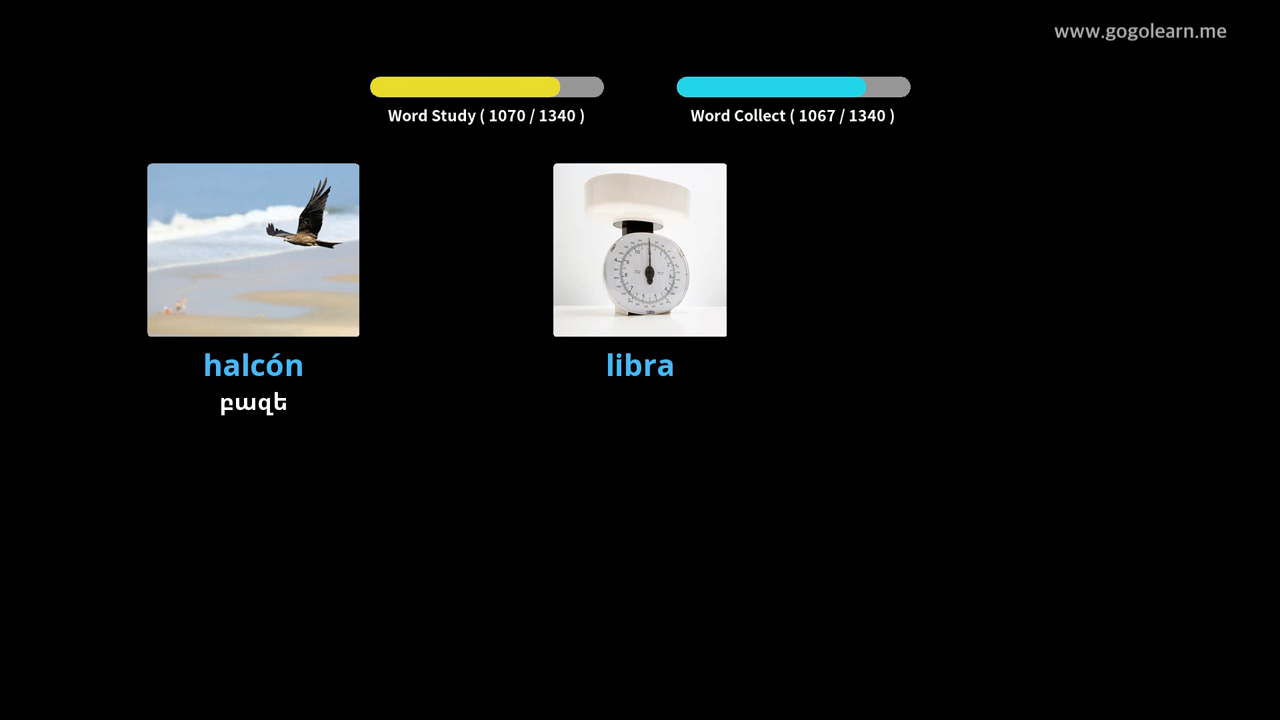 www.gogolearn.me
Word Study ( 1070 / 1340 )
Word Collect ( 1067 / 1340 )
halcón
libra
բազե